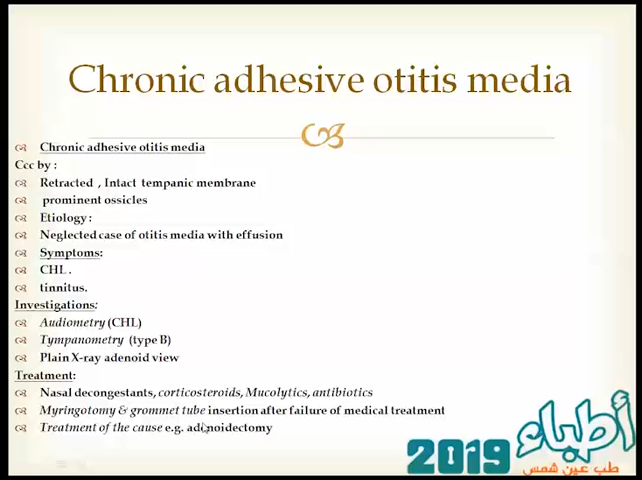 Chronic adhesive otitis media
Chronic adhesive otitis media
Ccc by :
Retracted , Intact tempanic membrane
prominent ossicles
Etiology :
Neglected case of otitis media with effusion
Symptoms:
CHL .
tinnitus.
Investigations:
Audiometry (CHL)
Tympanometry (type B)
Plain X-ray adenoid view
Treatment:
Nasal decongestants, corticosteroids, Mucolytics, antibiotics
Myringotomy & grommet tube insertion after failure of medical treatment
Treatment of the cause e.g. adenoidectomy
أطباء
2019 طب عين شمس